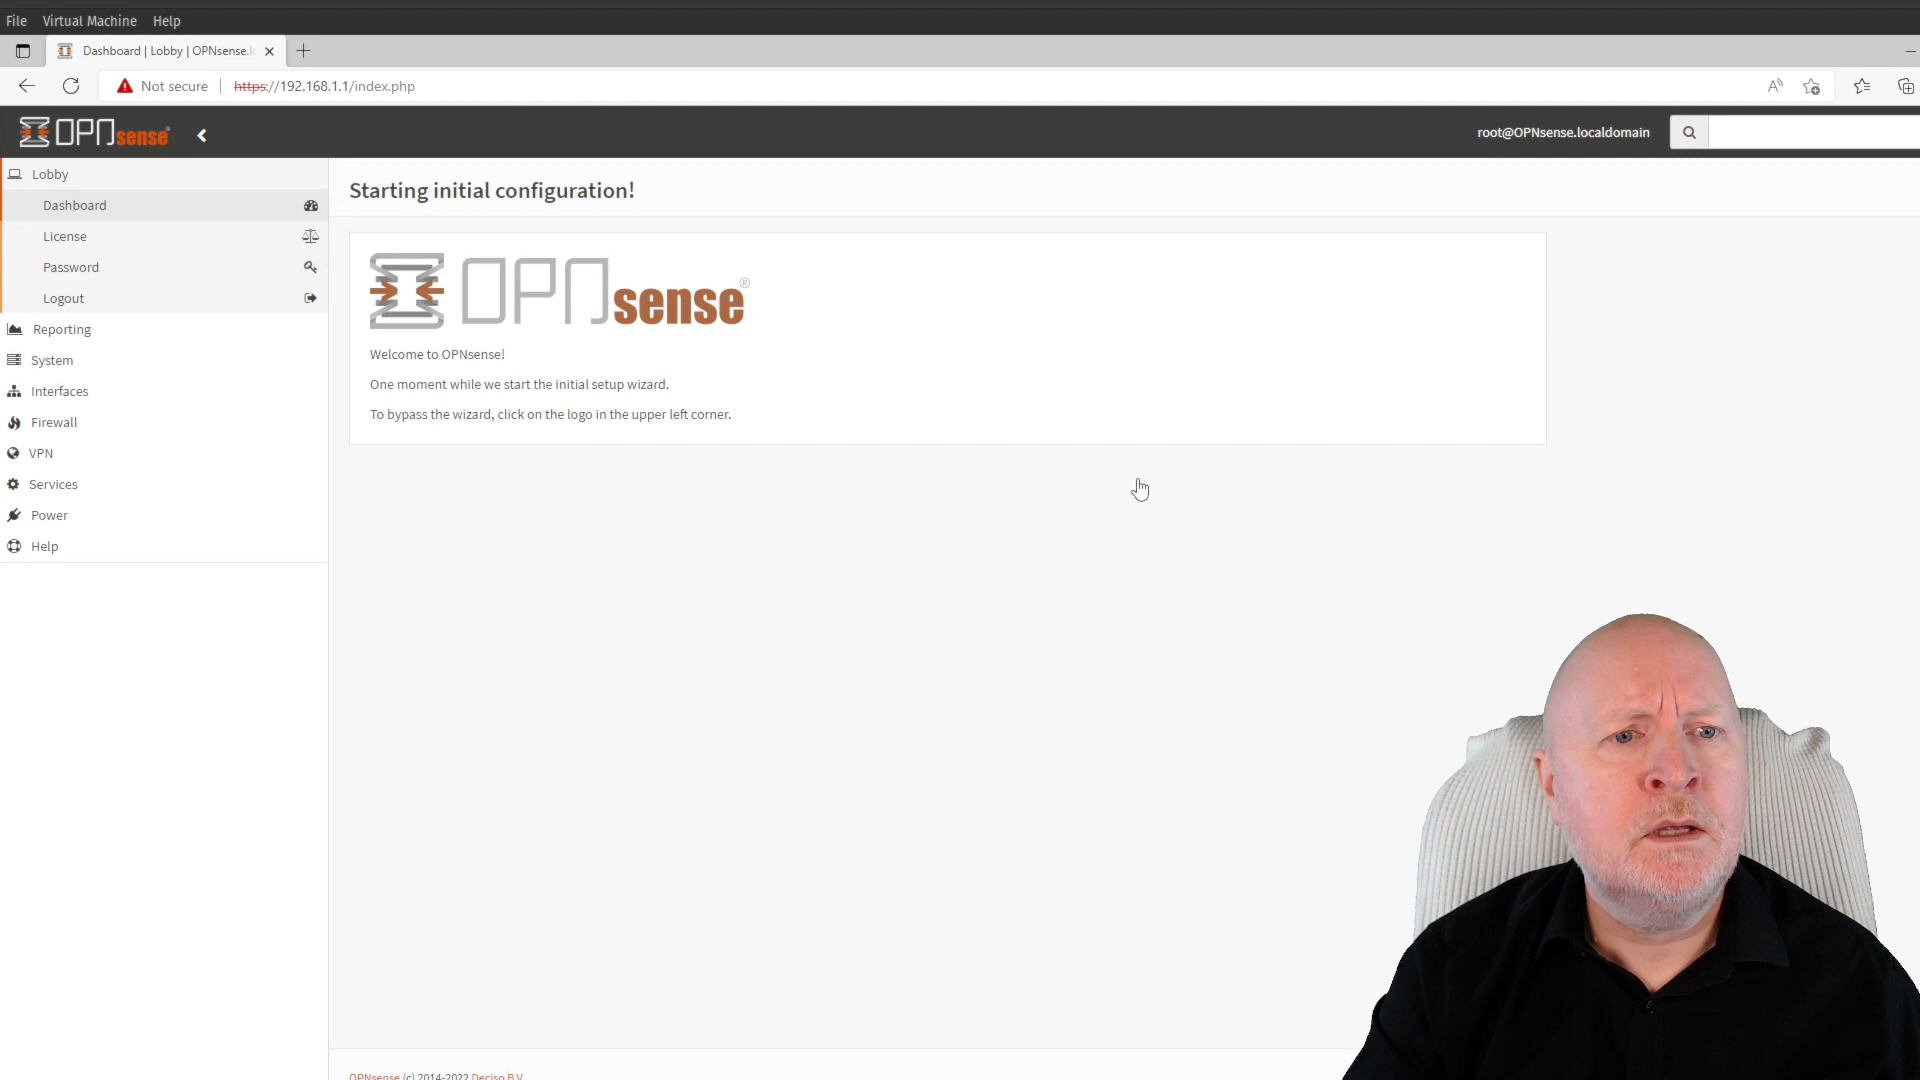 File Virtual Machine Help
Dashboard | Lobby | OPNsense.lo
Not secure https://192.168.1.1/index.php
OPNsense root@OPNsense.localdomain
Lobby
Dashboard
License
Password
Logout
Reporting
System
Interfaces
Firewall
VPN
Services
Power
Help
Starting initial configuration!
OPNsense®
Welcome to OPNsense!
One moment while we start the initial setup wizard.
To bypass the wizard, click on the logo in the upper left corner.
OPNsense (c) 2014-2022 Deciso B.V.